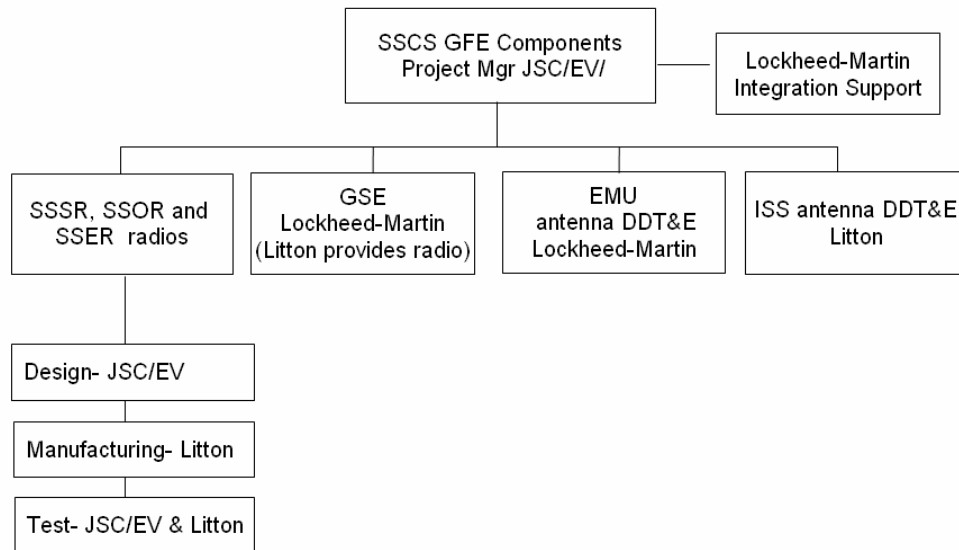 SSCS GFE Components
Project Mgr JSC/EV/
Lockheed-Martin
Integration Support
SSSR, SSOR and
SSER radios
GSE
Lockheed-Martin
(Litton provides radio)
EMU
antenna DDT&E
Lockheed-Martin
ISS antenna DDT&E
Litton
Design- JSC/EV
Manufacturing- Litton
Test- JSC/EV & Litton